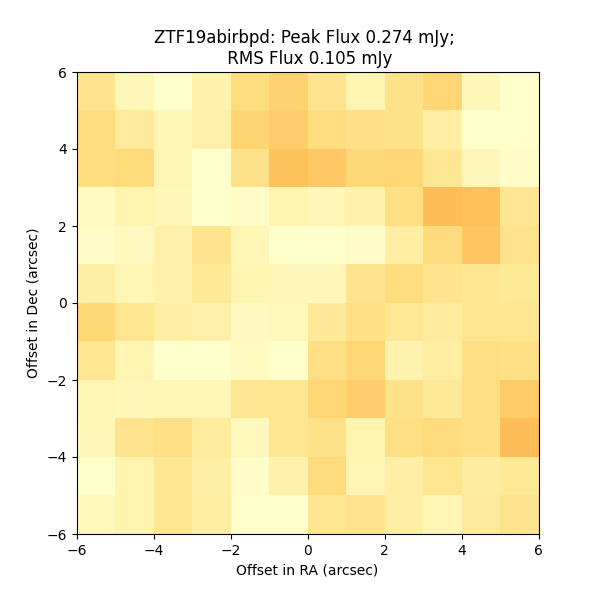 ZTF19abirbpd: Peak Flux 0.274 mJy;
RMS Flux 0.105 mJy
6
4
2
0
−2
−4
−6
Offset in Dec (arcsec)
−6 −4 −2 0 2 4 6
Offset in RA (arcsec)